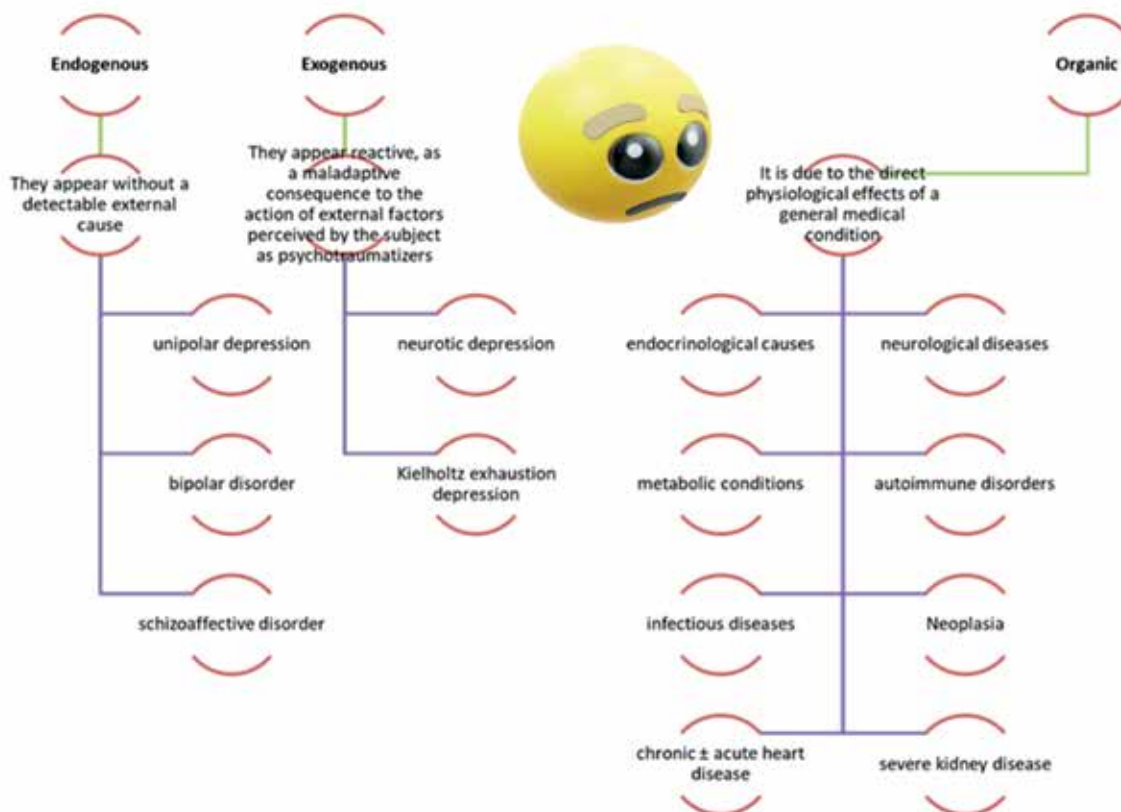 Endogenous
They appear without a
detectable external
cause
unipolar depression
bipolar disorder
schizoaffective disorder
Exogenous
They appear reactive, as
a maladaptive
consequence to the
action of external factors
perceived by the subject
as psychotraumatizers
neurotic depression
Kielholtz exhaustion
depression
Organic
It is due to the direct
physiological effects of a
general medical
condition
endocrinological causes
neurological diseases
metabolic conditions
autoimmune disorders
infectious diseases
Neoplasia
chronic ± acute heart
disease
severe kidney disease